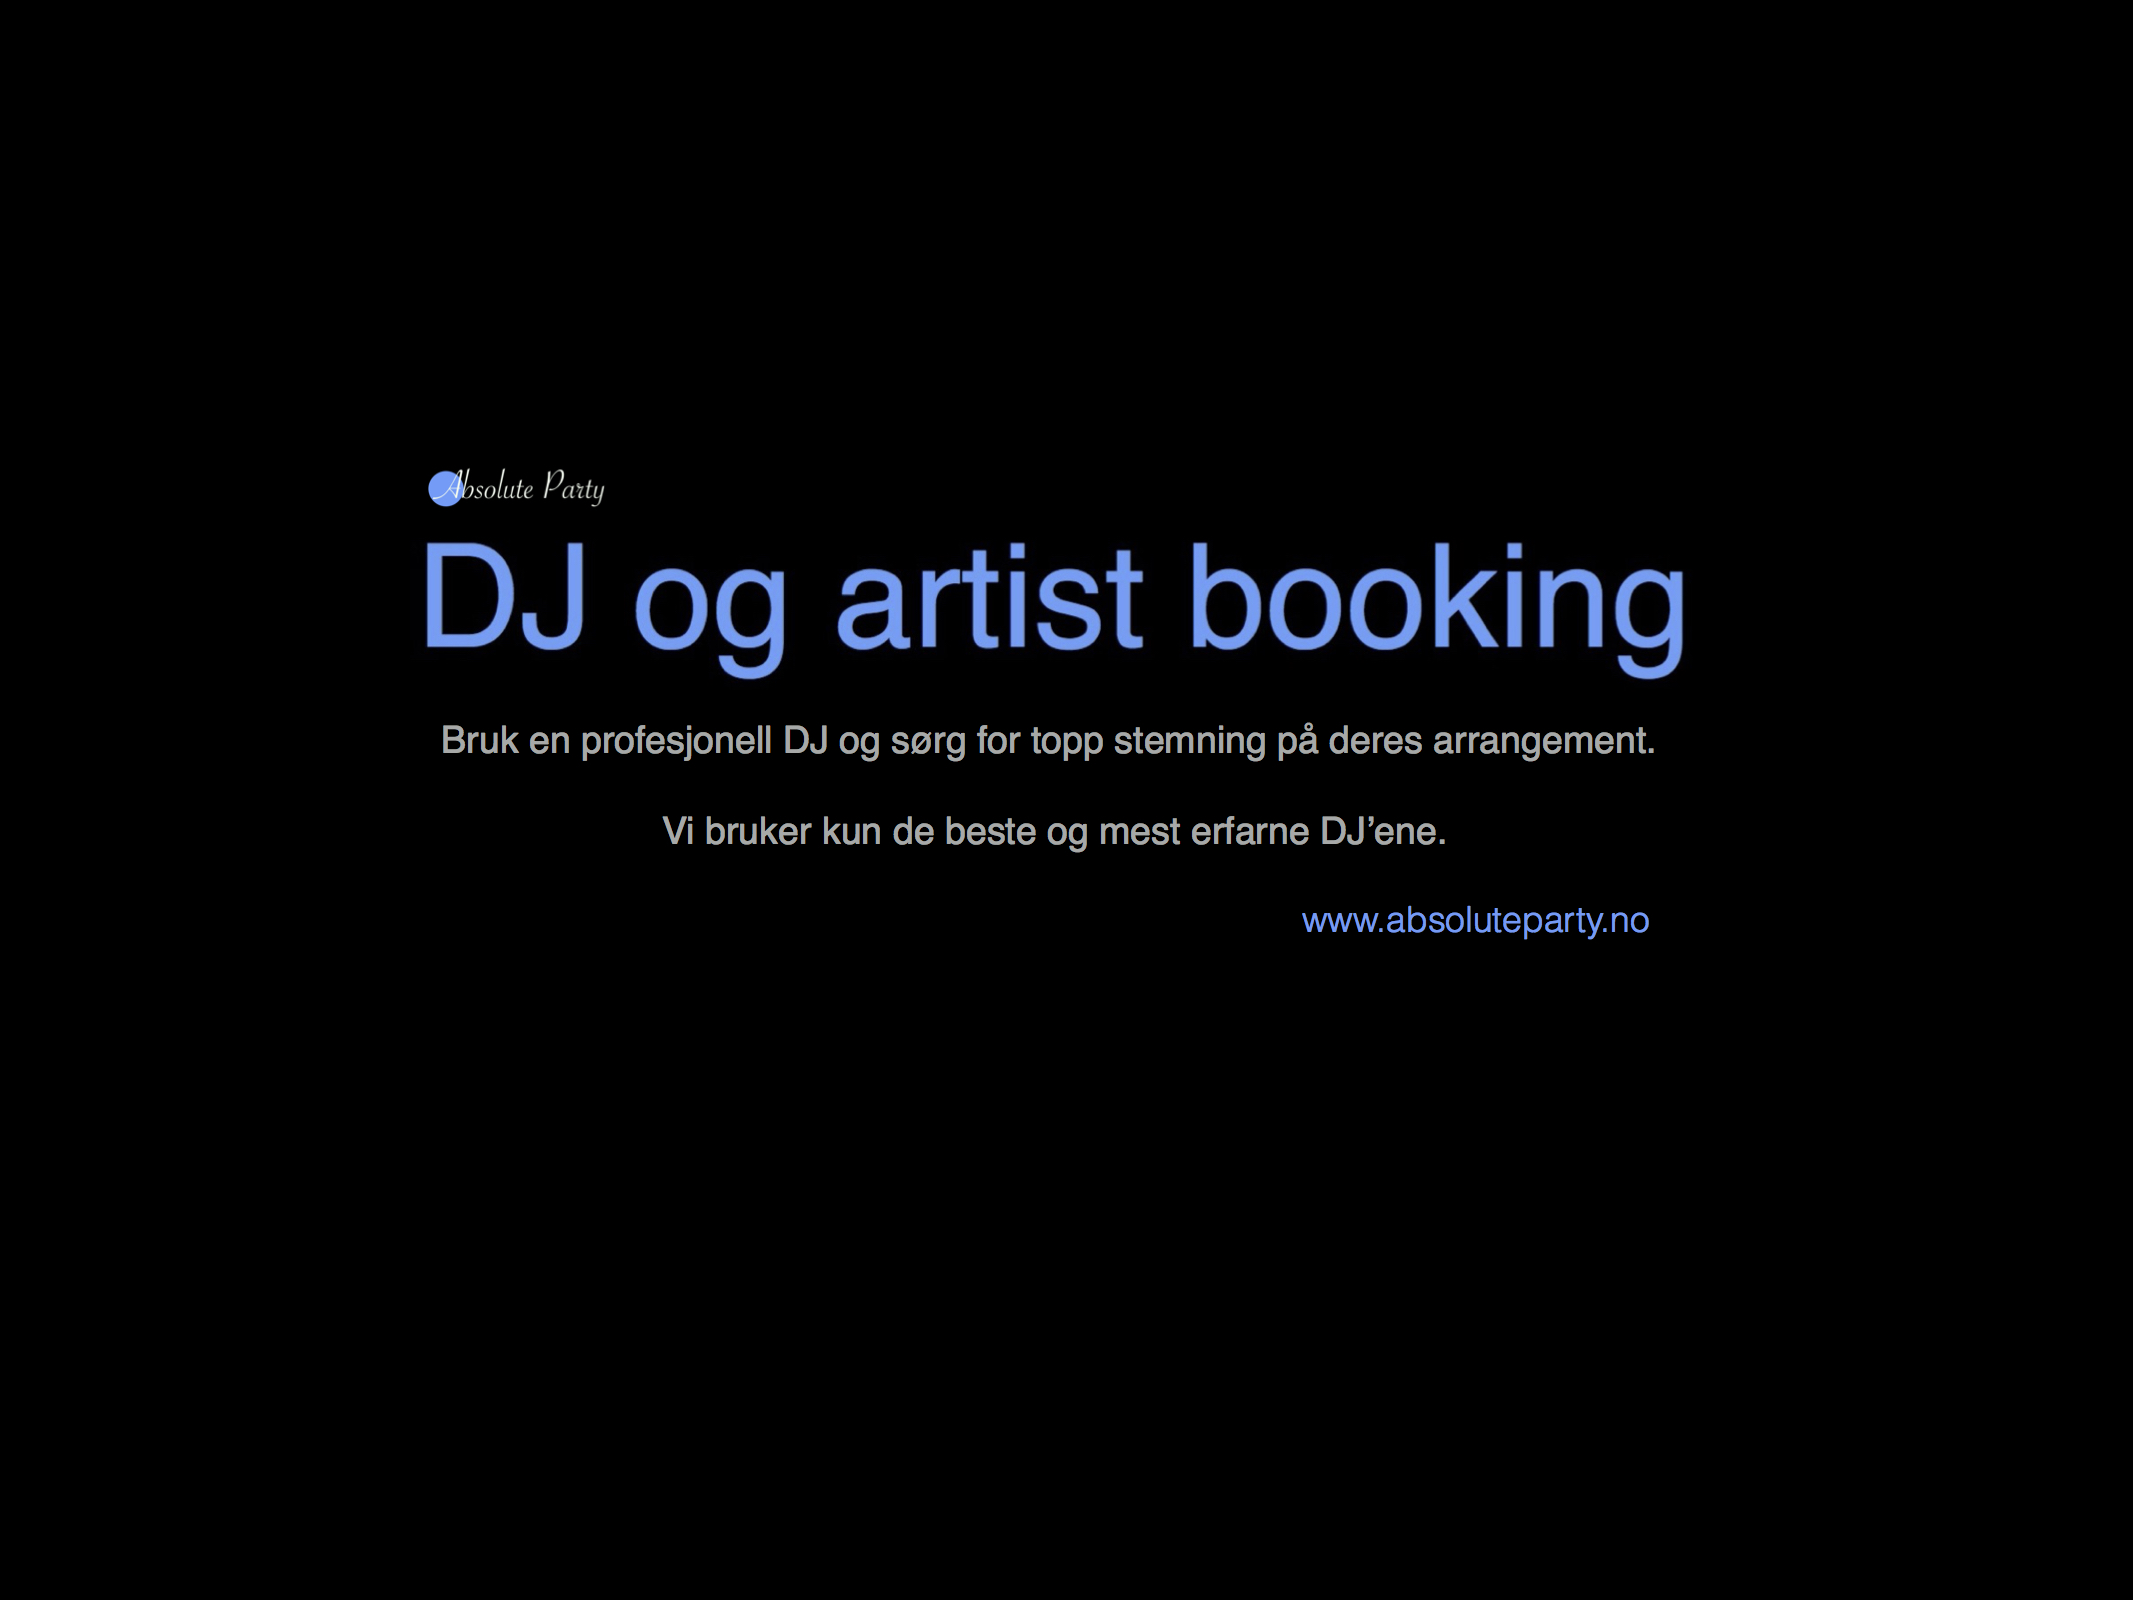 Absolute Party
DJ og artist booking
Bruk en profesjonell DJ og sørg for topp stemning på deres arrangement.
Vi bruker kun de beste og mest erfarne DJ’ene.
www.absoluteparty.no